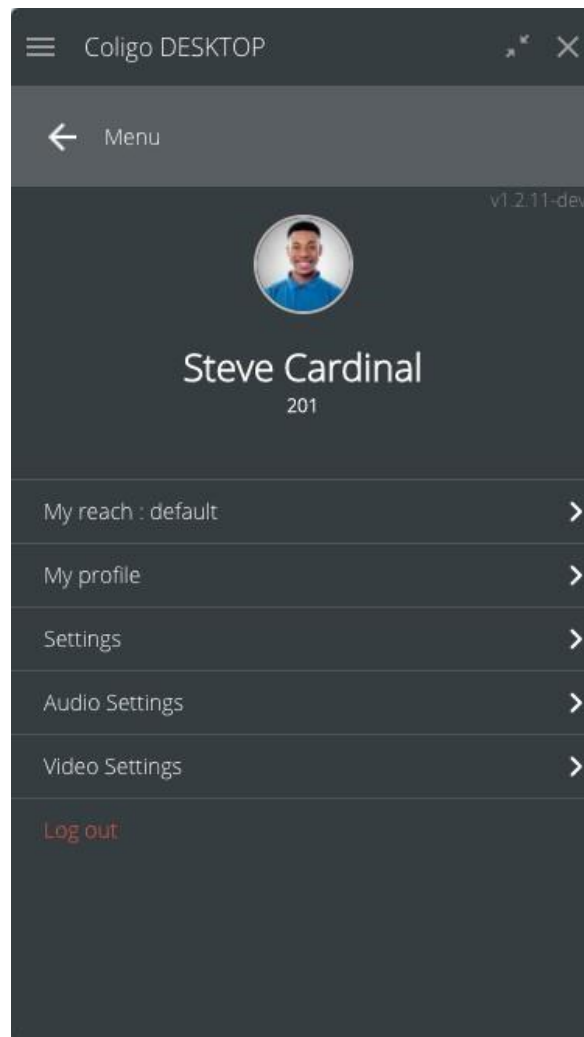 Coligo DESKTOP
Menu
v1.2.11-dev
Steve Cardinal
201
My reach : default
My profile
Settings
Audio Settings
Video Settings
Log out